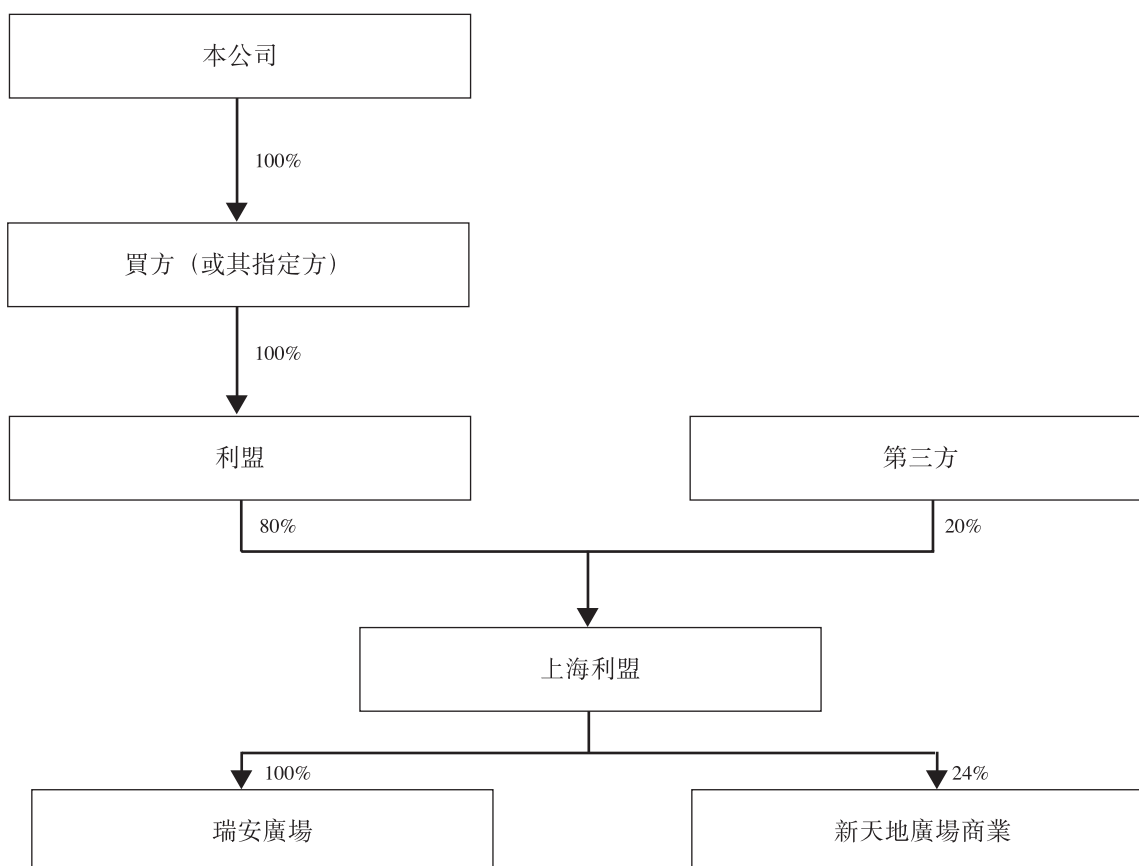 本公司
100%
買方（或其指定方）
100%
利盟
第三方
80%
20%
上海利盟
100%
24%
瑞安廣場
新天地廣場商業